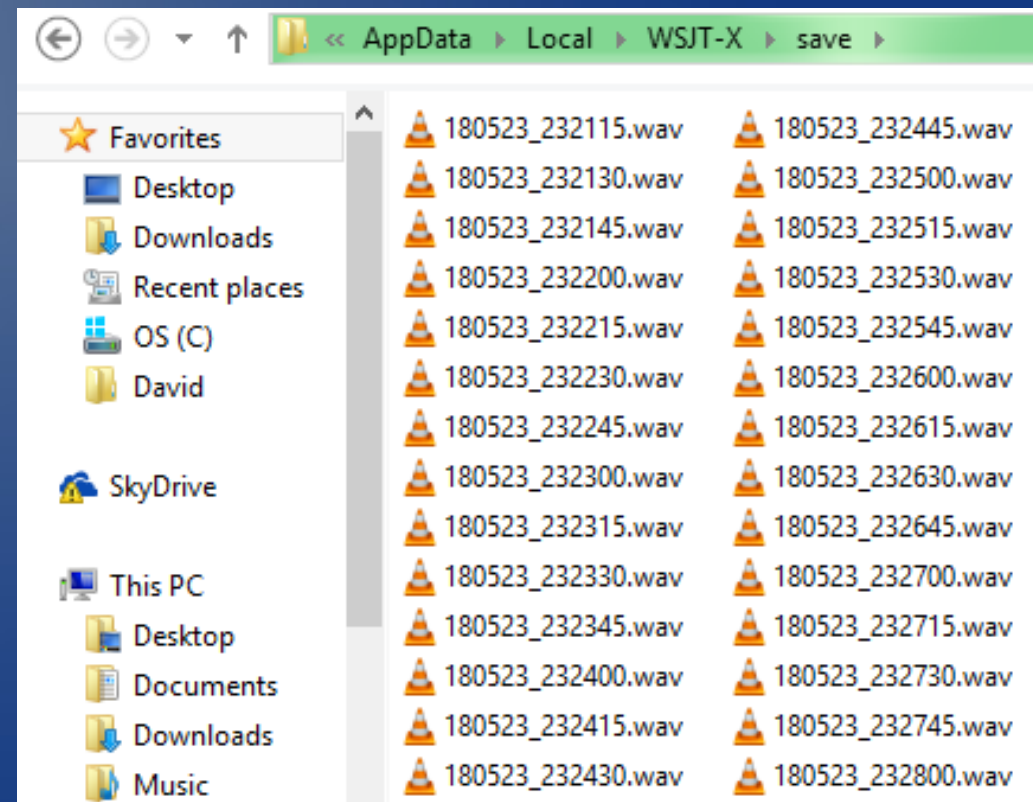 « AppData Local WSJT-X save
Favorites
Desktop
Downloads
Recent places
OS (C)
David
SkyDrive
This PC
Desktop
Documents
Downloads
Music
180523_232115.wav
180523_232130.wav
180523_232145.wav
180523_232200.wav
180523_232215.wav
180523_232230.wav
180523_232245.wav
180523_232300.wav
180523_232315.wav
180523_232330.wav
180523_232345.wav
180523_232400.wav
180523_232415.wav
180523_232430.wav
180523_232445.wav
180523_232500.wav
180523_232515.wav
180523_232530.wav
180523_232545.wav
180523_232600.wav
180523_232615.wav
180523_232630.wav
180523_232645.wav
180523_232700.wav
180523_232715.wav
180523_232730.wav
180523_232745.wav
180523_232800.wav